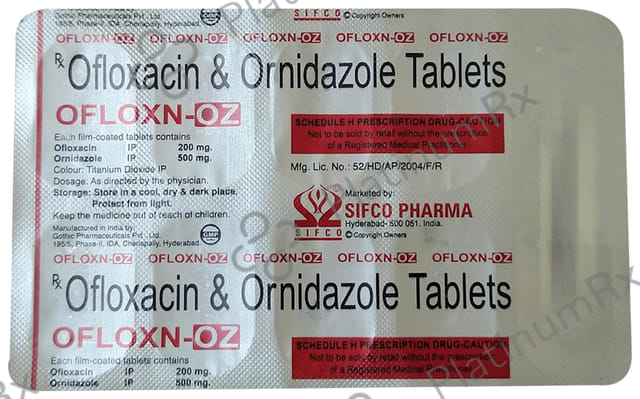 Gothic Pharmaceuticals Pvt. Ltd.
195/5, Phase-II, IDA, Cherlapally, Hyderabad.
SIFCO © Copyright Owners
OFLOXN-OZ OFLOXN-OZ OFLOXN-OZ OFLOXN-OZ OFLOXN-OZ
Rx Ofloxacin & Ornidazole Tablets
OFLOXN-OZ
Each film-coated tablets contains
Ofloxacin IP 200 mg.
Ornidazole IP 500 mg.
Colour: Titanium Dioxide IP
Dosage: As directed by the physician.
Storage: Store in a cool, dry & dark place.
Protect from light.
Keep the medicine out of reach of children.
Manufactured in India by:
Gothic Pharmaceuticals Pvt. Ltd.
195/5, Phase-II, IDA, Cherlapally, Hyderabad.
GMP
SCHEDULE H PRESCRIPTION DRUG-CAUTION
Not to be sold by retail without the prescription
of a Registered Medical Practitioner
Mfg. Lic. No.: 52/HD/AP/2004/F/R
Marketed by:
SIFCO PHARMA
Hyderabad- 500 051. India.
SIFCO © Copyright Owners
OFLOXN-OZ OFLOXN-OZ OFLOXN-OZ OFLOXN-OZ OFLOXN-OZ
Rx Ofloxacin & Ornidazole Tablets
OFLOXN-OZ
SCHEDULE H PRESCRIPTION DRUG-CAUTION
Not to be sold by retail without the prescription
of a Registered Medical Practitioner
Each film-coated tablets contains
Ofloxacin IP 200 mg.
Ornidazole IP 500 mg.
PlatinumRx
PlatinumRx